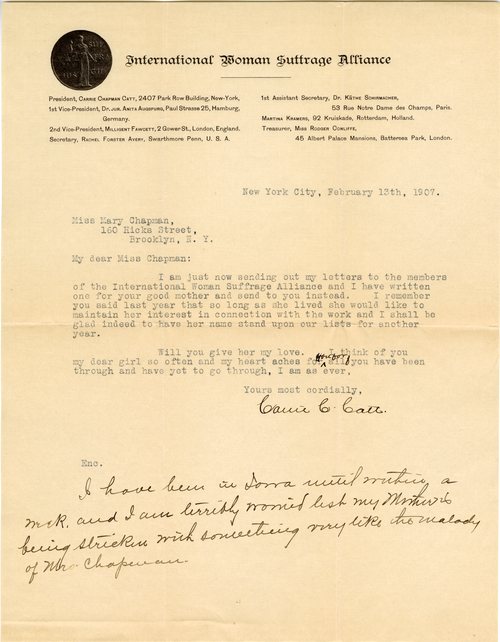 International Woman Suffrage Alliance
President, CARRIE CHAPMAN CATT, 2407 Park Row Building, New-York,
1st Vice-President, Dr. JUR. ANITA AUGSPURG, Paul Strasse 25, Hamburg,
Germany.
2nd Vice-President, MILLICENT FAWCETT, 2 Gower St., London, England.
Secretary, RACHEL FORSTER AVERY, Swarthmore Penn, U. S. A.
1st Assistant Secretary, Dr. KÄTHE SCHIRMACHER,
53 Rue Notre Dame des Champs, Paris.
MARTINA KRAMERS, 92 Kruiskade, Rotterdam, Holland.
Treasurer, MISS RODGER CUNLIFFE,
45 Albert Palace Mansions, Battersea Park, London.
New York City, February 13th, 1907.
Miss Mary Chapman,
160 Hicks Street,
Brooklyn, N. Y.
My dear Miss Chapman:
I am just now sending out my letters to the members
of the International Woman Suffrage Alliance and I have written
one for your good mother and send to you instead. I remember
you said last year that so long as she lived she would like to
maintain her interest in connection with the work and I shall be
glad indeed to have her name stand upon our lists for another
year.
Will you give her my love. I think of you
my dear girl so often and my heart aches for all you have been
through and have yet to go through, I am as ever,
Yours most cordially,
Carrie C. Catt.
Enc.
I have been in Iowa until within a
week. and I am terribly worried lest my Mother is
being stricken with something very like the malady
of Mrs Chapman.